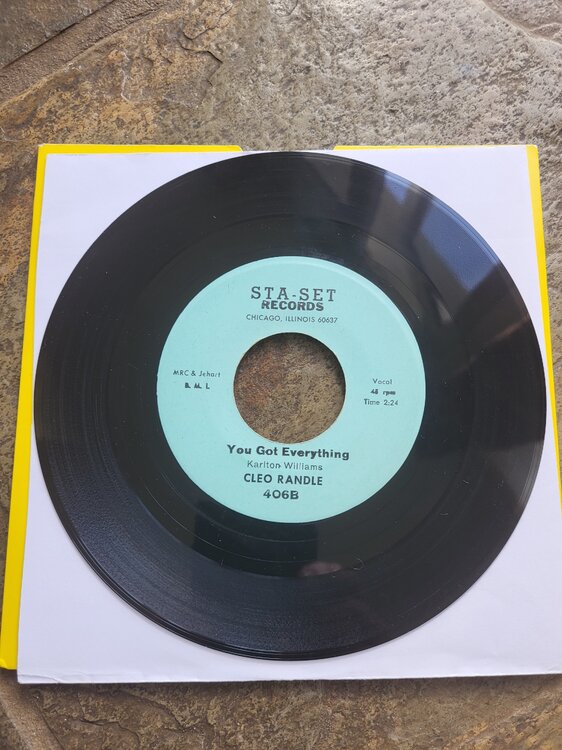 STA-SET
RECORDS
CHICAGO, ILLINOIS 60637
MRC & Jchart
B. M. I.
Vocal
45 rpm
Time 2:24
You Got Everything
Karlton Williams
CLEO RANDLE
406B